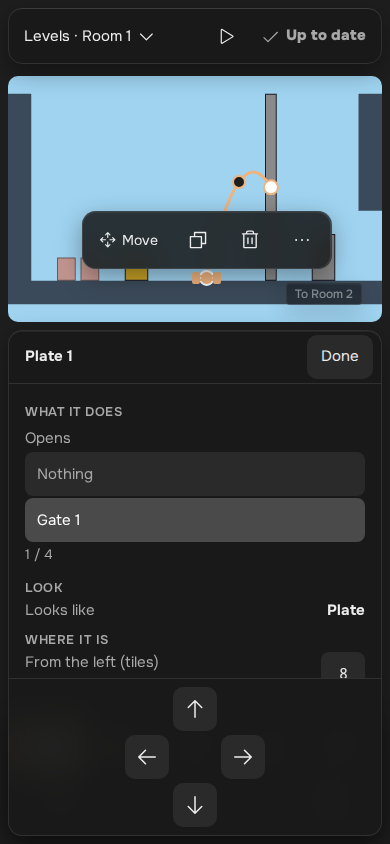 Levels · Room 1
Up to date
Move
To Room 2
Plate 1
Done
WHAT IT DOES
Opens
Nothing
Gate 1
1 / 4
LOOK
Looks like
Plate
WHERE IT IS
From the left (tiles)
8